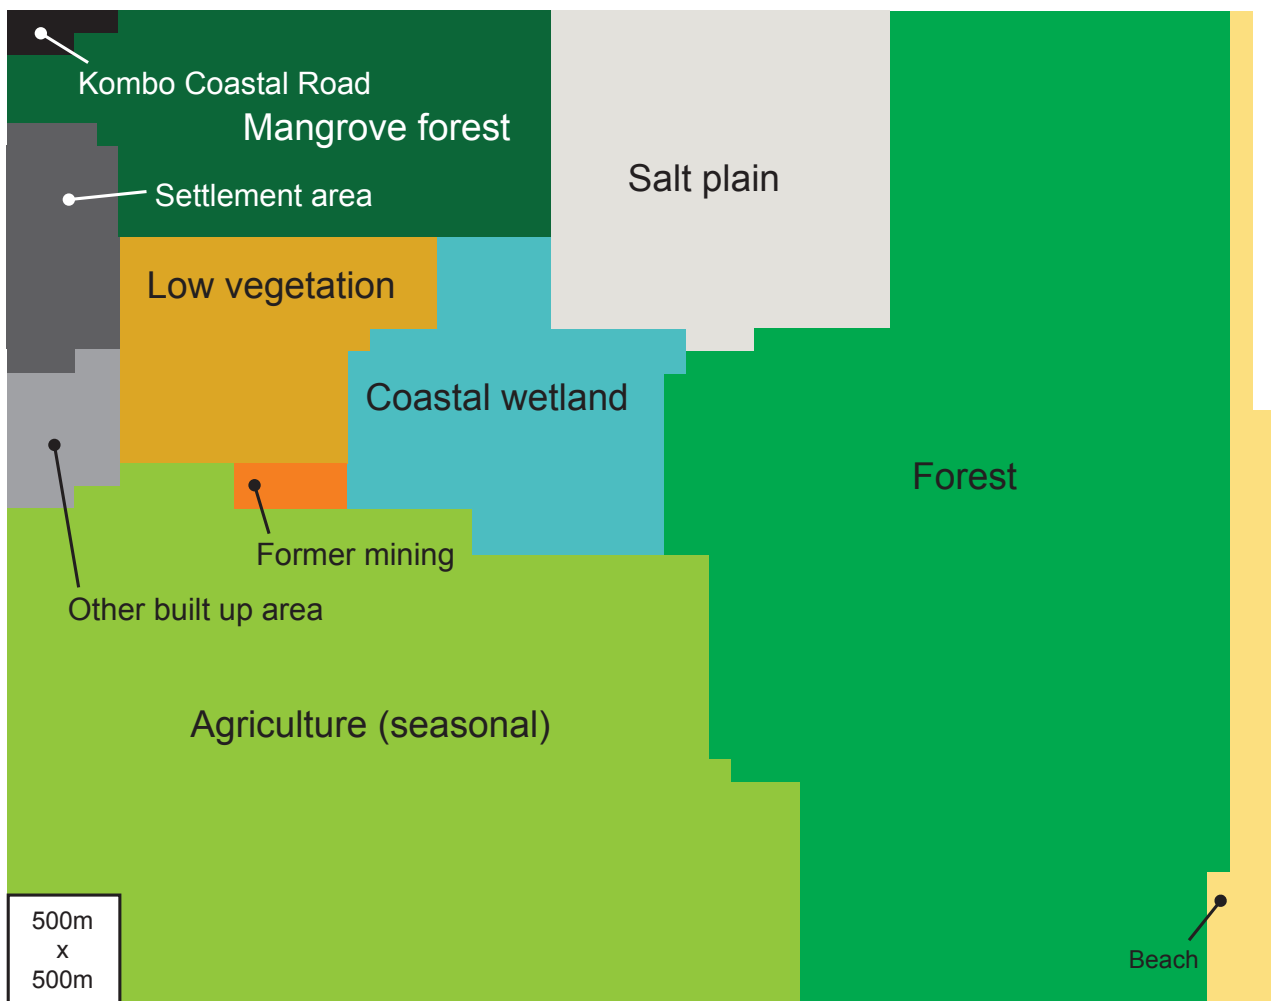 Kombo Coastal Road
Mangrove forest
Salt plain
Settlement area
Low vegetation
Coastal wetland
Forest
Former mining
Other built up area
Agriculture (seasonal)
500m
x
500m
Beach